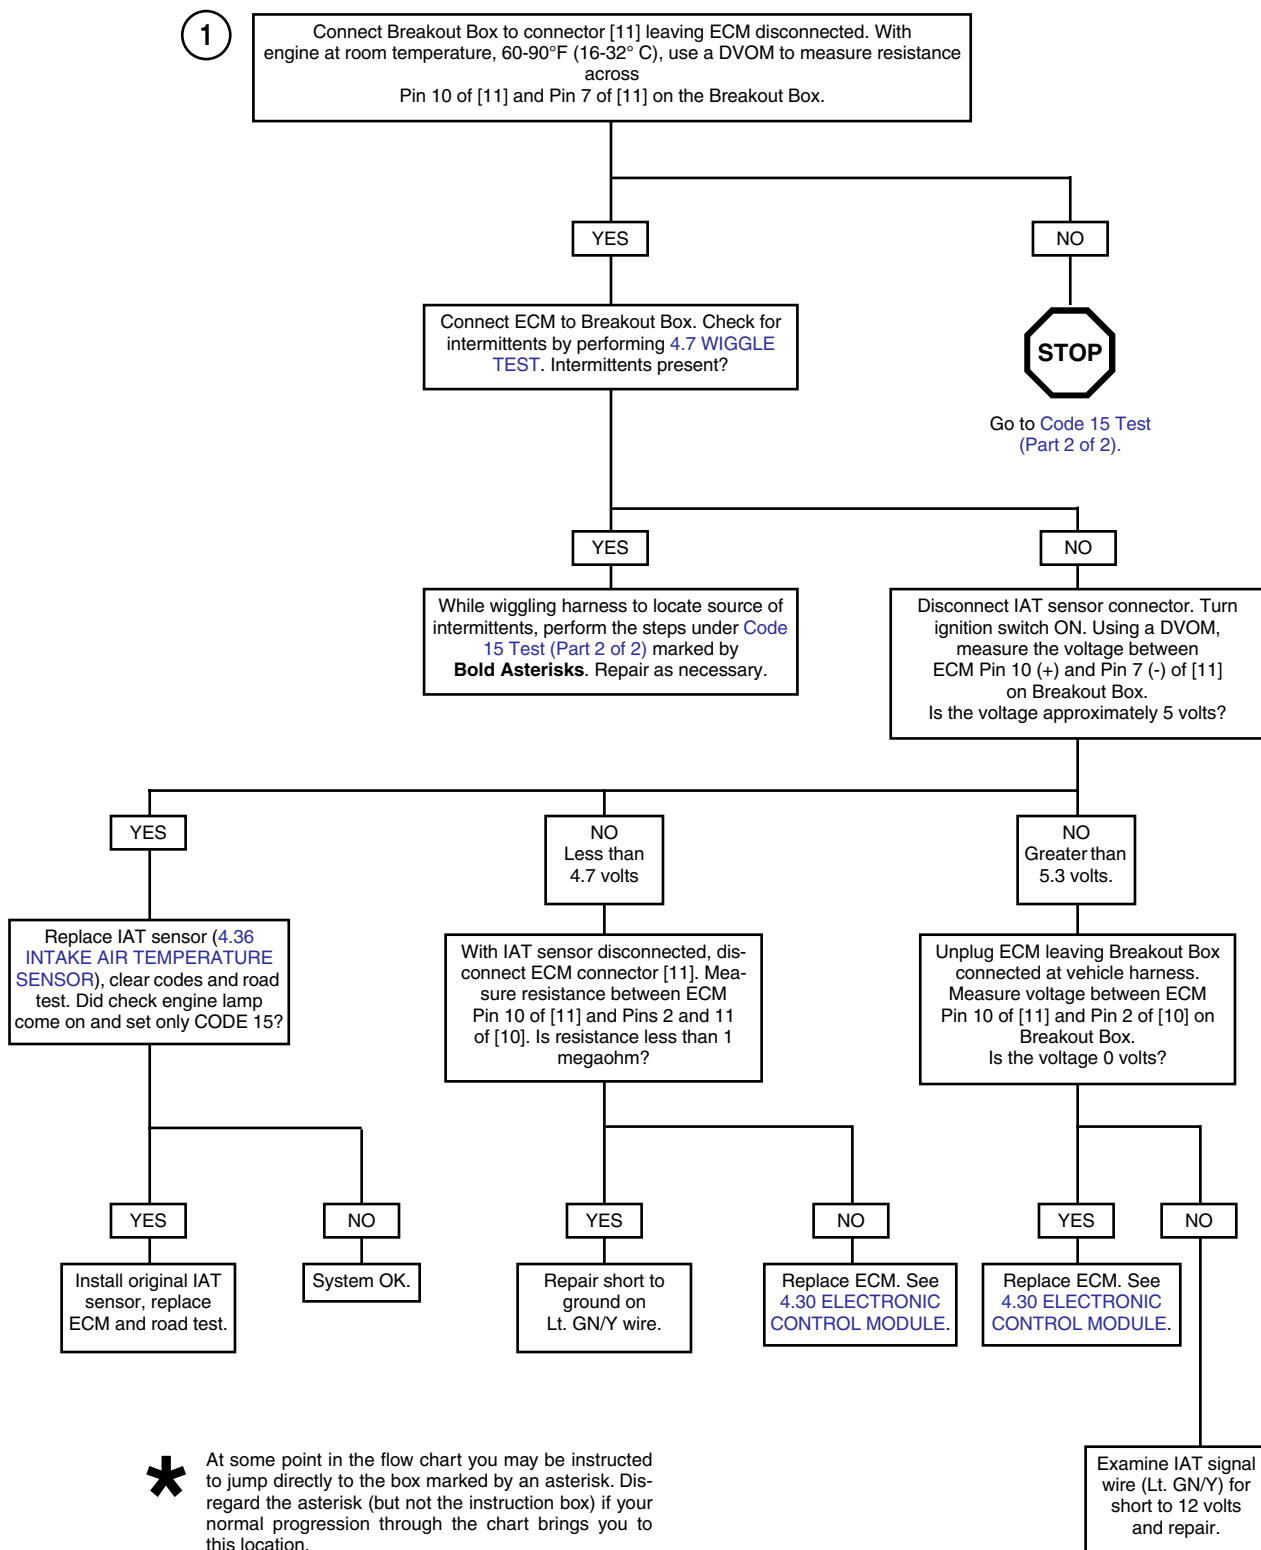 1
Connect Breakout Box to connector [11] leaving ECM disconnected. With
engine at room temperature, 60-90°F (16-32° C), use a DVOM to measure resistance
across
Pin 10 of [11] and Pin 7 of [11] on the Breakout Box.
YES
NO
Connect ECM to Breakout Box. Check for
intermittents by performing 4.7 WIGGLE
TEST. Intermittents present?
STOP
Go to Code 15 Test
(Part 2 of 2).
YES
NO
While wiggling harness to locate source of
intermittents, perform the steps under Code
15 Test (Part 2 of 2) marked by
Bold Asterisks. Repair as necessary.
Disconnect IAT sensor connector. Turn
ignition switch ON. Using a DVOM,
measure the voltage between
ECM Pin 10 (+) and Pin 7 (-) of [11]
on Breakout Box.
Is the voltage approximately 5 volts?
YES
NO
Less than
4.7 volts
NO
Greater than
5.3 volts.
Replace IAT sensor (4.36
INTAKE AIR TEMPERATURE
SENSOR), clear codes and road
test. Did check engine lamp
come on and set only CODE 15?
With IAT sensor disconnected, dis-
connect ECM connector [11]. Mea-
sure resistance between ECM
Pin 10 of [11] and Pins 2 and 11
of [10]. Is resistance less than 1
megaohm?
Unplug ECM leaving Breakout Box
connected at vehicle harness.
Measure voltage between ECM
Pin 10 of [11] and Pin 2 of [10] on
Breakout Box.
Is the voltage 0 volts?
YES
NO
YES
NO
YES
NO
Install original IAT
sensor, replace
ECM and road test.
System OK.
Repair short to
ground on
Lt. GN/Y wire.
Replace ECM. See
4.30 ELECTRONIC
CONTROL MODULE.
Replace ECM. See
4.30 ELECTRONIC
CONTROL MODULE.
Examine IAT signal
wire (Lt. GN/Y) for
short to 12 volts
and repair.
* At some point in the flow chart you may be instructed
to jump directly to the box marked by an asterisk. Dis-
regard the asterisk (but not the instruction box) if your
normal progression through the chart brings you to
this location.